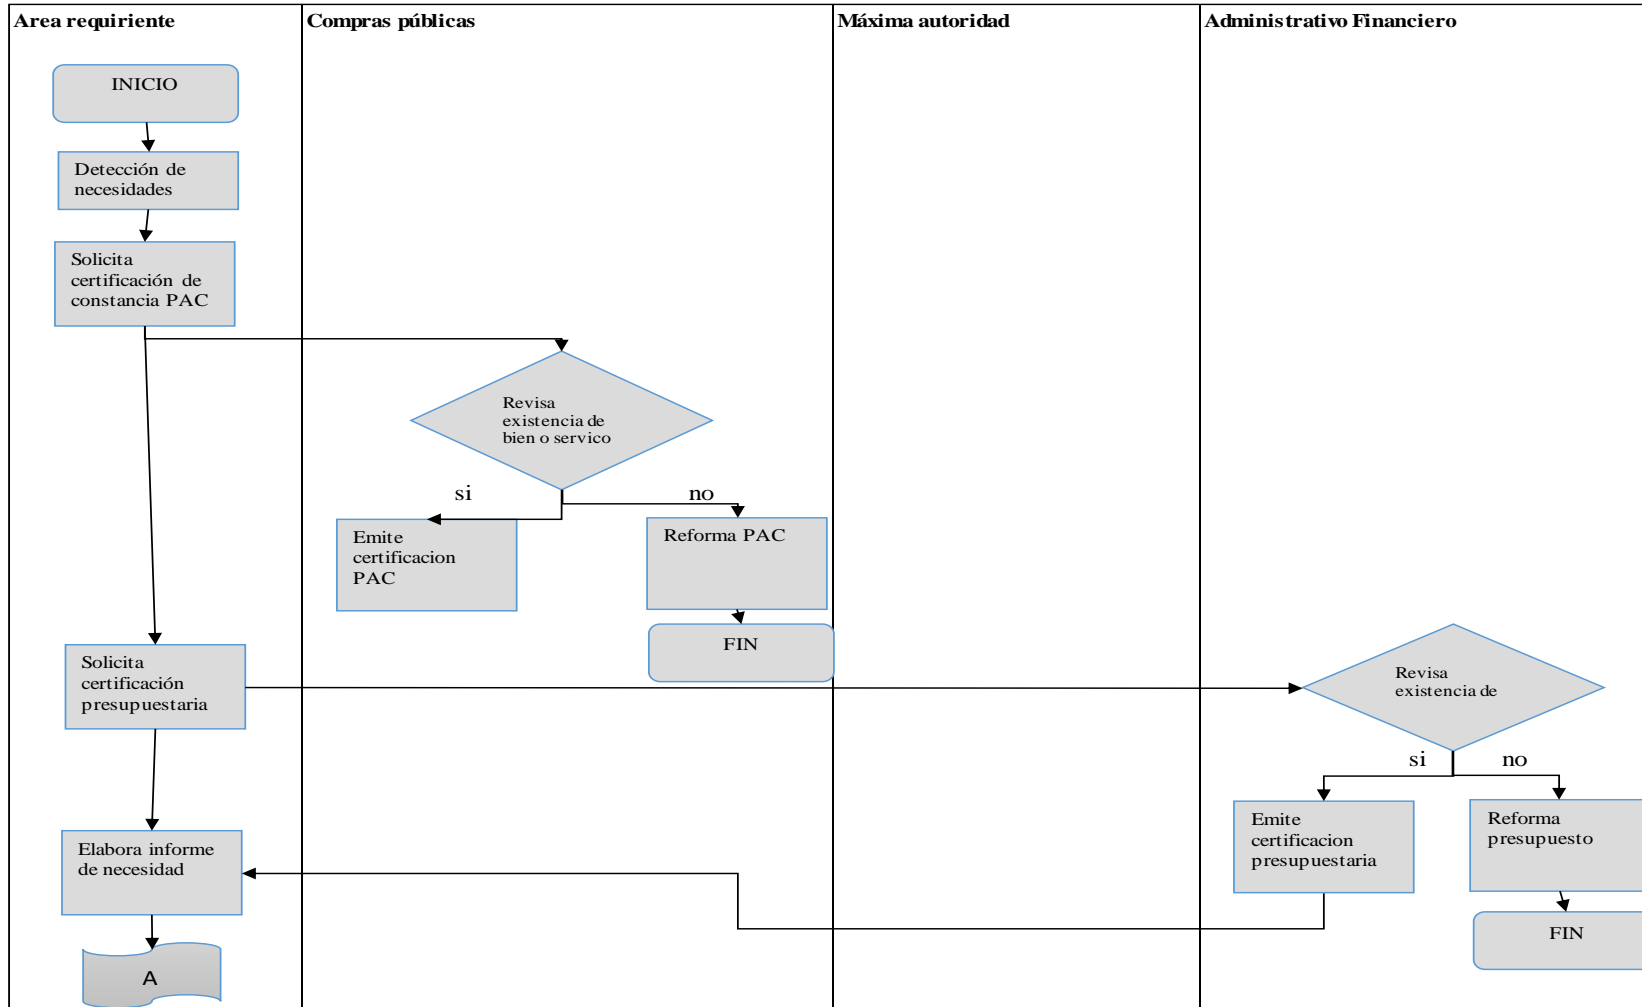 Area requiriente
Compras públicas
Máxima autoridad
Administrativo Financiero
INICIO
Detección de
necesidades
Solicita
certificación de
constancia PAC
Revisa
existencia de
bien o servico
si
no
Emite
certificacion
PAC
Reforma PAC
FIN
Solicita
certificación
presupuestaria
Revisa
existencia de
si
no
Emite
certificacion
presupuestaria
Reforma
presupuesto
FIN
Elabora informe
de necesidad
A